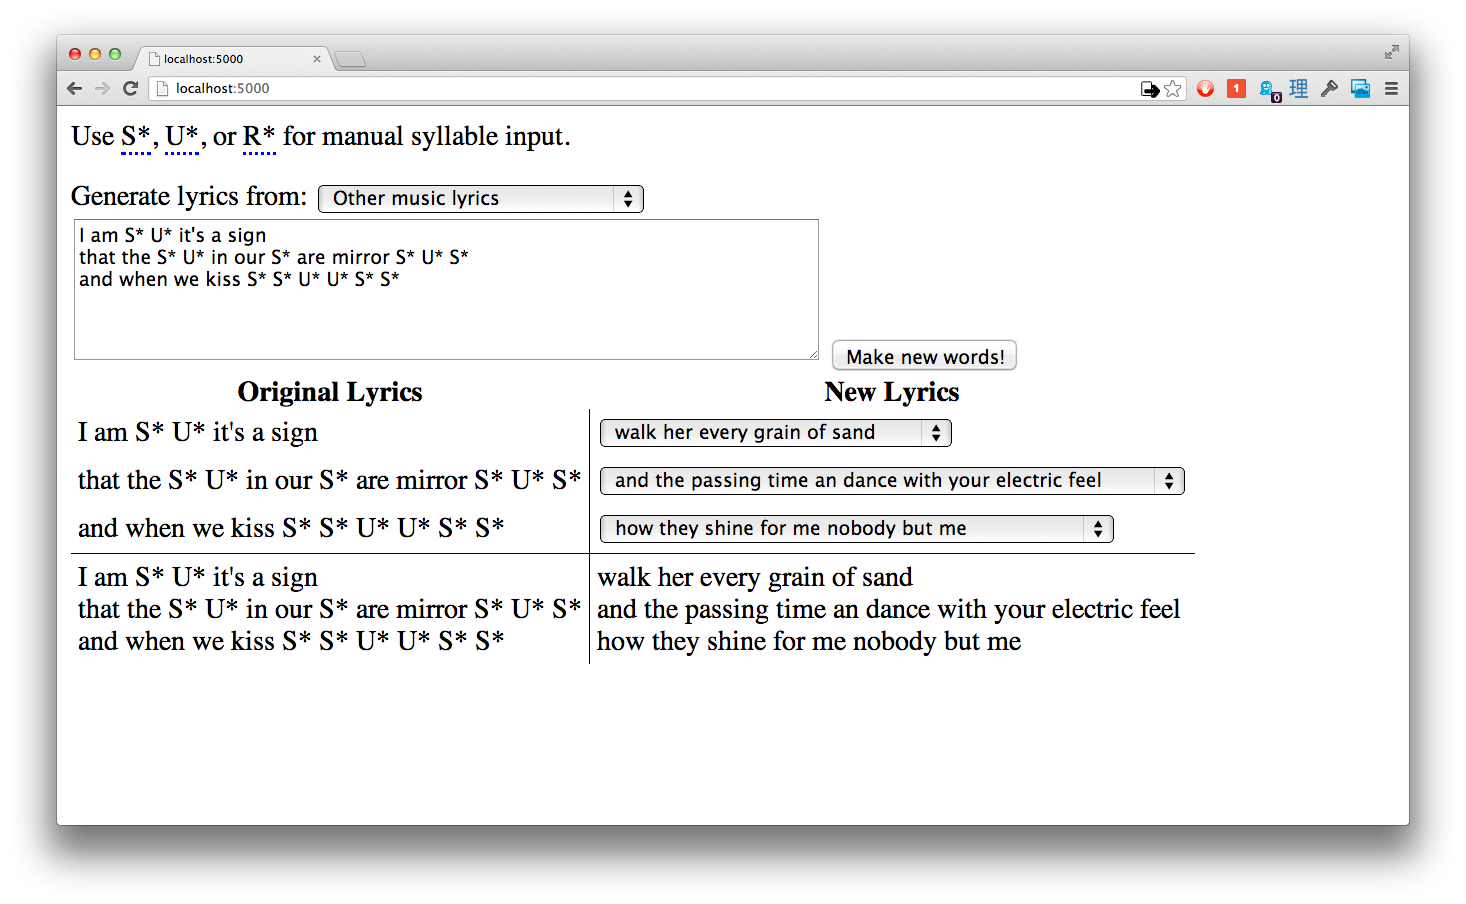 localhost:5000
localhost:5000
1
0
理
Use S*, U*, or R* for manual syllable input.
Generate lyrics from: Other music lyrics
I am S* U* it's a sign
that the S* U* in our S* are mirror S* U* S*
and when we kiss S* S* U* U* S* S*
Make new words!
Original Lyrics New Lyrics
I am S* U* it's a sign walk her every grain of sand
that the S* U* in our S* are mirror S* U* S* and the passing time an dance with your electric feel
and when we kiss S* S* U* U* S* S* how they shine for me nobody but me
I am S* U* it's a sign walk her every grain of sand
that the S* U* in our S* are mirror S* U* S* and the passing time an dance with your electric feel
and when we kiss S* S* U* U* S* S* how they shine for me nobody but me